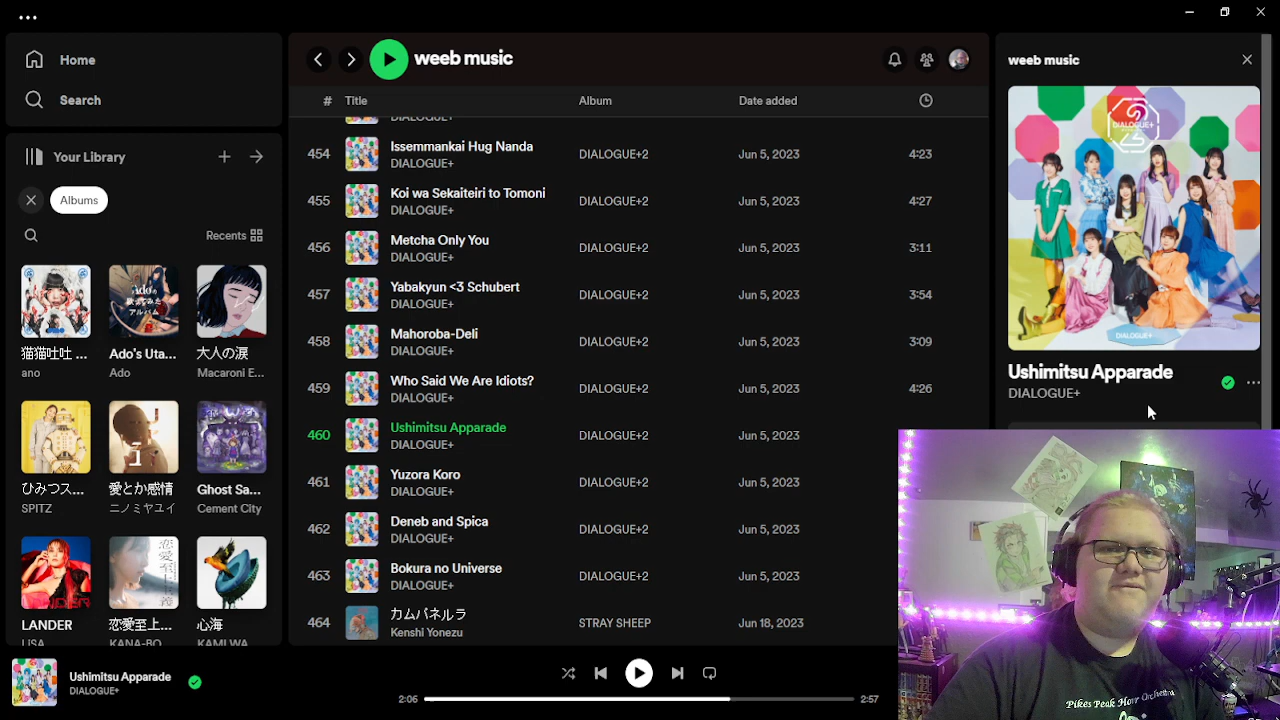 Home
Search
Your Library
Albums
Recents
猫猫吐吐 ...
ano
Ado's Uta...
Ado
大人の涙
Macaroni E...
ひみつス...
SPITZ
愛とか感情
ニノミヤユイ
Ghost Sa...
Cement City
LANDER
LISA
恋愛至上...
KANA-BO
心海
KAMI WA
weeb music
# Title Album Date added
DIALOGUE+
454 Issemmankai Hug Nanda DIALOGUE+2 Jun 5, 2023 4:23
DIALOGUE+
455 Koi wa Sekaiteiri to Tomoni DIALOGUE+2 Jun 5, 2023 4:27
DIALOGUE+
456 Metcha Only You DIALOGUE+2 Jun 5, 2023 3:11
DIALOGUE+
457 Yabakyun <3 Schubert DIALOGUE+2 Jun 5, 2023 3:54
DIALOGUE+
458 Mahoroba-Deli DIALOGUE+2 Jun 5, 2023 3:09
DIALOGUE+
459 Who Said We Are Idiots? DIALOGUE+2 Jun 5, 2023 4:26
DIALOGUE+
460 Ushimitsu Apparade DIALOGUE+2 Jun 5, 2023
DIALOGUE+
461 Yuzora Koro DIALOGUE+2 Jun 5, 2023
DIALOGUE+
462 Deneb and Spica DIALOGUE+2 Jun 5, 2023
DIALOGUE+
463 Bokura no Universe DIALOGUE+2 Jun 5, 2023
DIALOGUE+
464 カムパネルラ STRAY SHEEP Jun 18, 2023
Kenshi Yonezu
weeb music
DIALOGUE+
DIALOGUE+
Ushimitsu Apparade
DIALOGUE+
Pikes Peak Horr Orchestra
Ushimitsu Apparade
DIALOGUE+
2:06
2:57